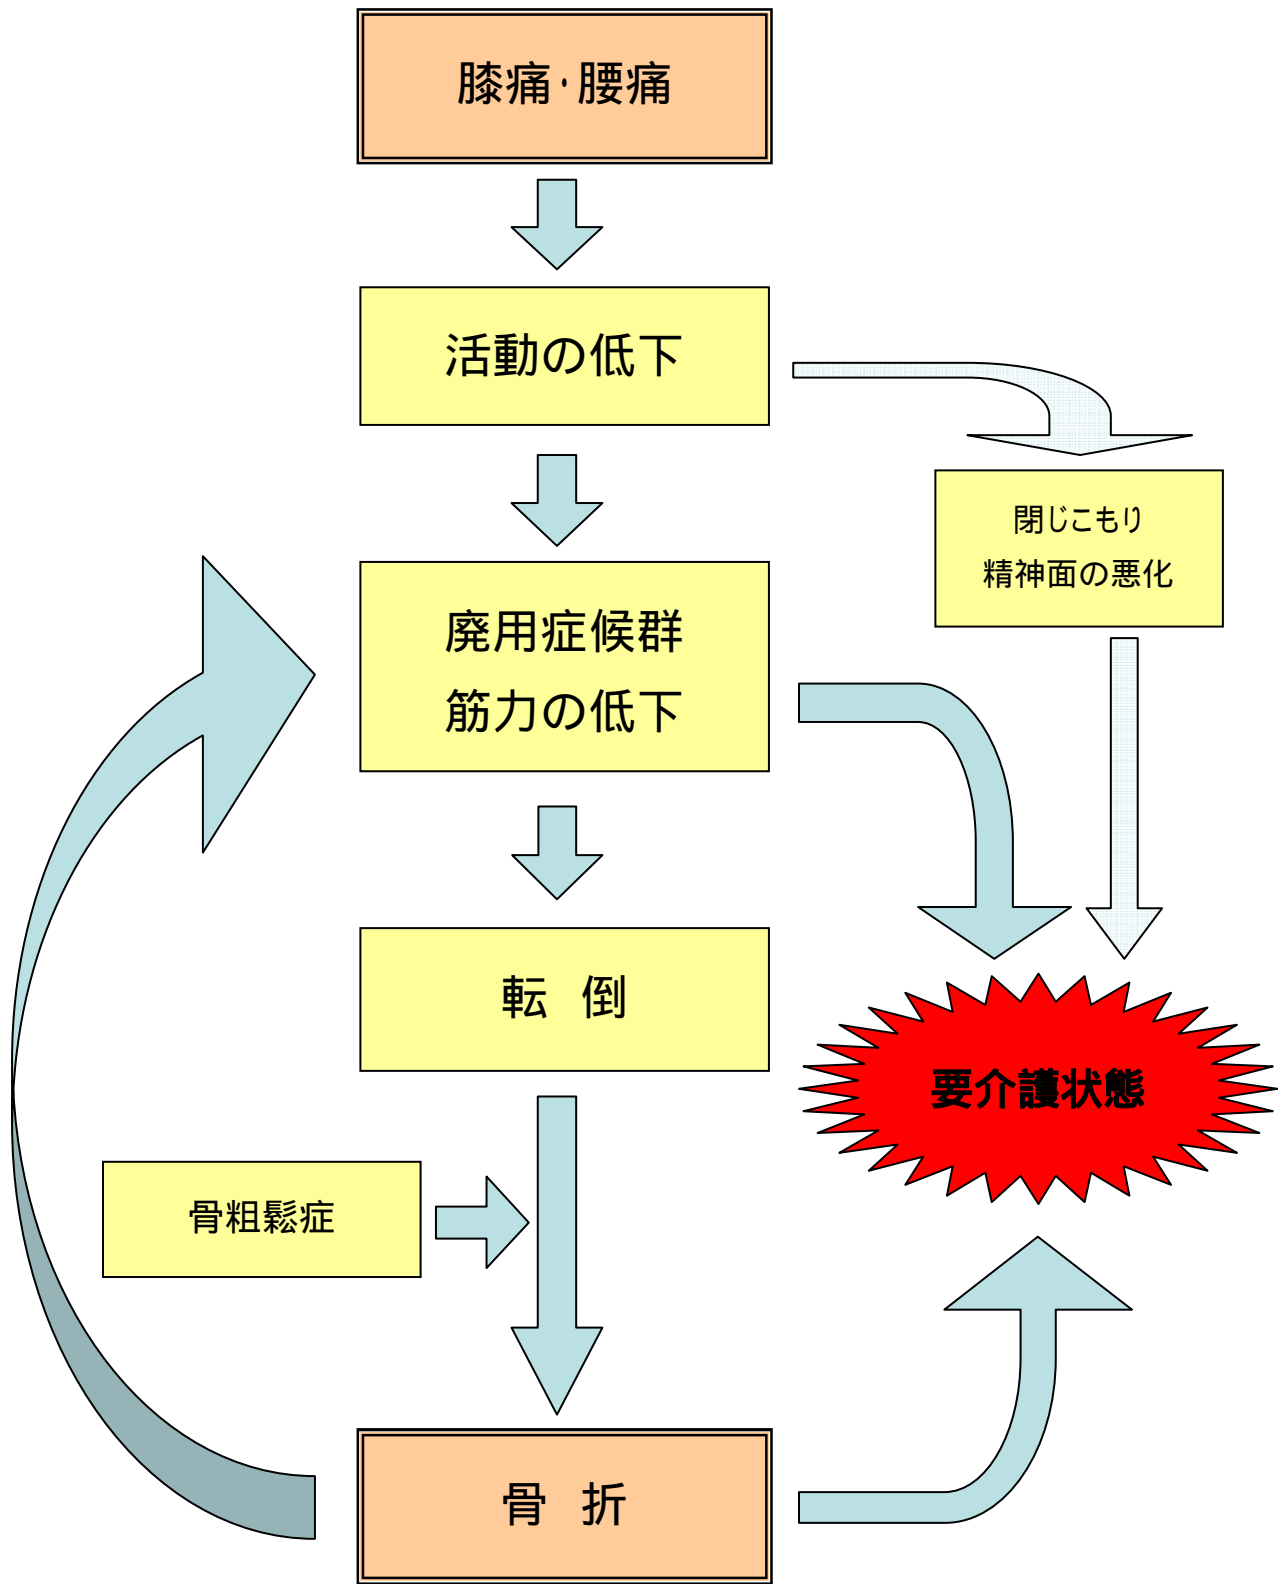 膝痛・腰痛
活動の低下
閉じこもり
精神面の悪化
廃用症候群
筋力の低下
転 倒
要介護状態
骨粗鬆症
骨 折